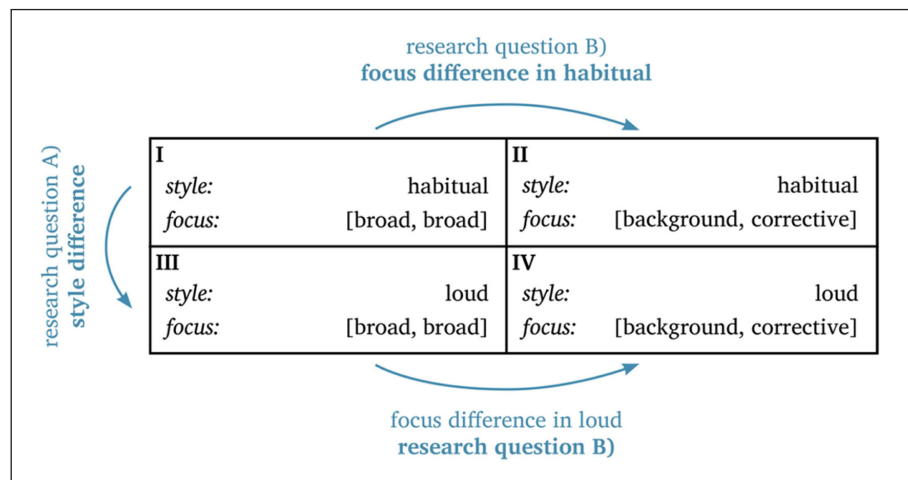 research question B)
focus difference in habitual
research question A)
style difference
I
style: habitual
focus: [broad, broad]
II
style: habitual
focus: [background, corrective]
III
style: loud
focus: [broad, broad]
IV
style: loud
focus: [background, corrective]
focus difference in loud
research question B)